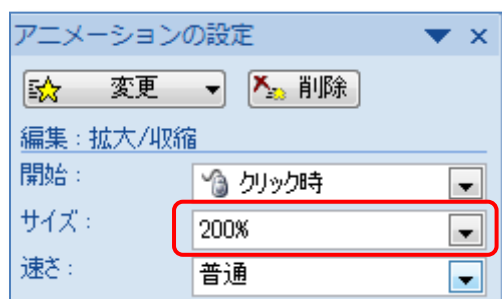 アニメーションの設定
変更 削除
編集：拡大/収縮
開始： クリック時
サイズ： 200%
速さ： 普通